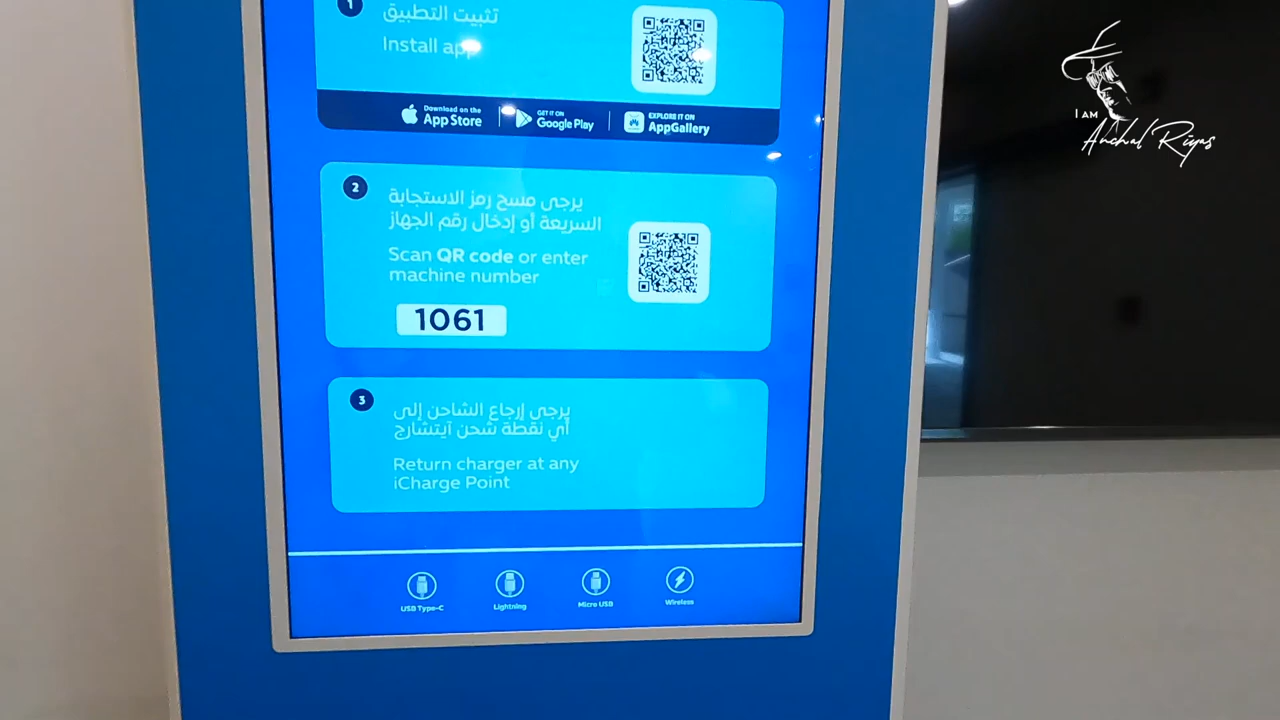 1
تثبيت التطبيق
Install app
Download on the
App Store
GET IT ON
Google Play
EXPLORE IT ON
AppGallery
2
يرجى مسح رمز الاستجابة
السريعة أو إدخال رقم الجهاز
Scan QR code or enter
machine number
1061
3
يرجى إرجاع الشاحن إلى
أي نقطة شحن آيتشارج
Return charger at any
iCharge Point
USB Type-C
Lightning
Micro USB
Wireless
I AM
Anchal Riyas